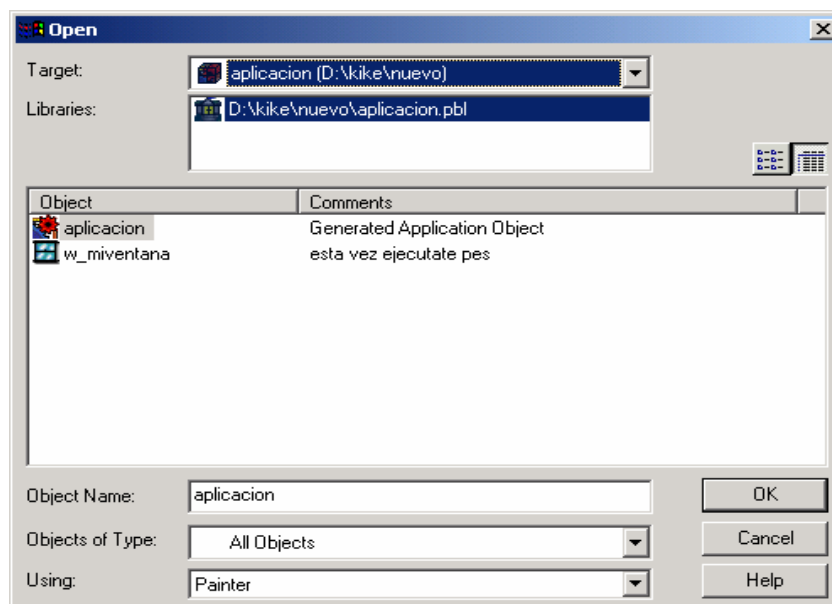 Open
Target:
aplicacion (D:\kike\nuevo)
Libraries:
D:\kike\nuevo\aplicacion.pbl
Object Comments
aplicacion Generated Application Object
w_miventana esta vez ejecutate pes
Object Name: aplicacion OK
Objects of Type: All Objects Cancel
Using: Painter Help